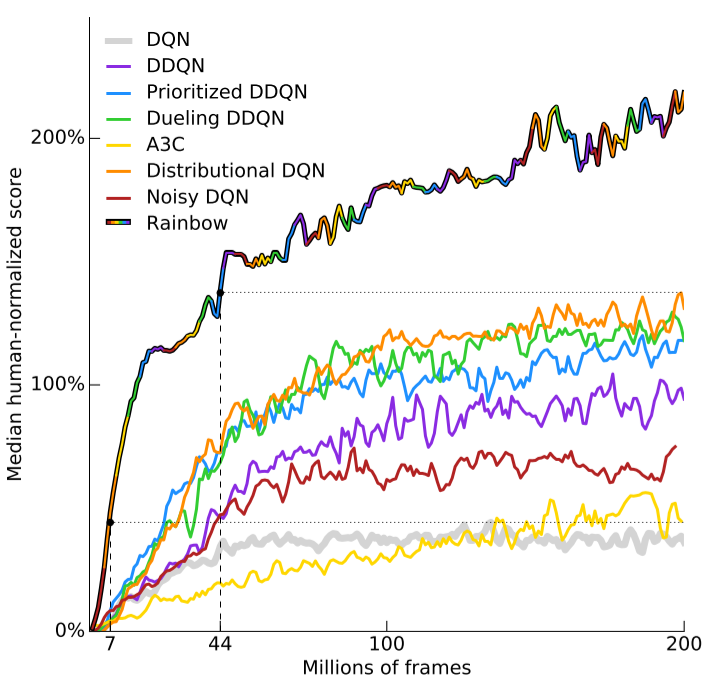 DQN
DDQN
Prioritized DDQN
Dueling DDQN
A3C
Distributional DQN
Noisy DQN
Rainbow
200%
100%
0%
Median human-normalized score
7
44
100
200
Millions of frames